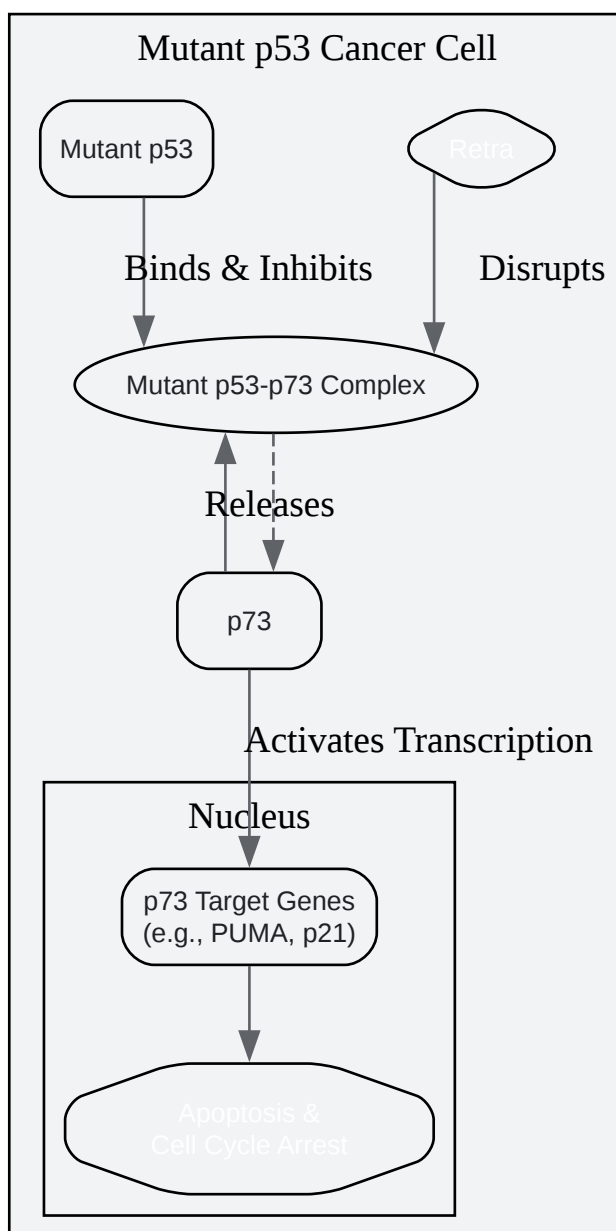 Mutant p53 Cancer Cell
Mutant p53
Retra
Binds & Inhibits
Disrupts
Mutant p53-p73 Complex
Releases
p73
Activates Transcription
Nucleus
p73 Target Genes
(e.g., PUMA, p21)
Apoptosis &
Cell Cycle Arrest